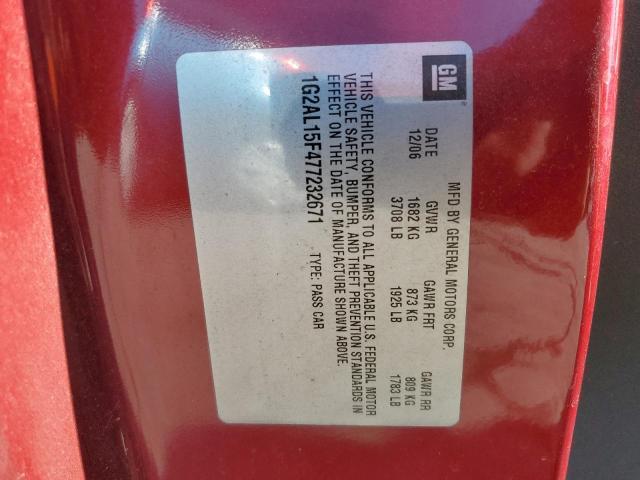 GM
MFD BY GENERAL MOTORS CORP.
DATE GVWR GAWR FRT GAWR RR
12/06 1682 KG 873 KG 809 KG
3708 LB 1925 LB 1783 LB
THIS VEHICLE CONFORMS TO ALL APPLICABLE U.S. FEDERAL MOTOR
VEHICLE SAFETY, BUMPER, AND THEFT PREVENTION STANDARDS IN
EFFECT ON THE DATE OF MANUFACTURE SHOWN ABOVE.
1G2AL15F477232671 TYPE: PASS CAR